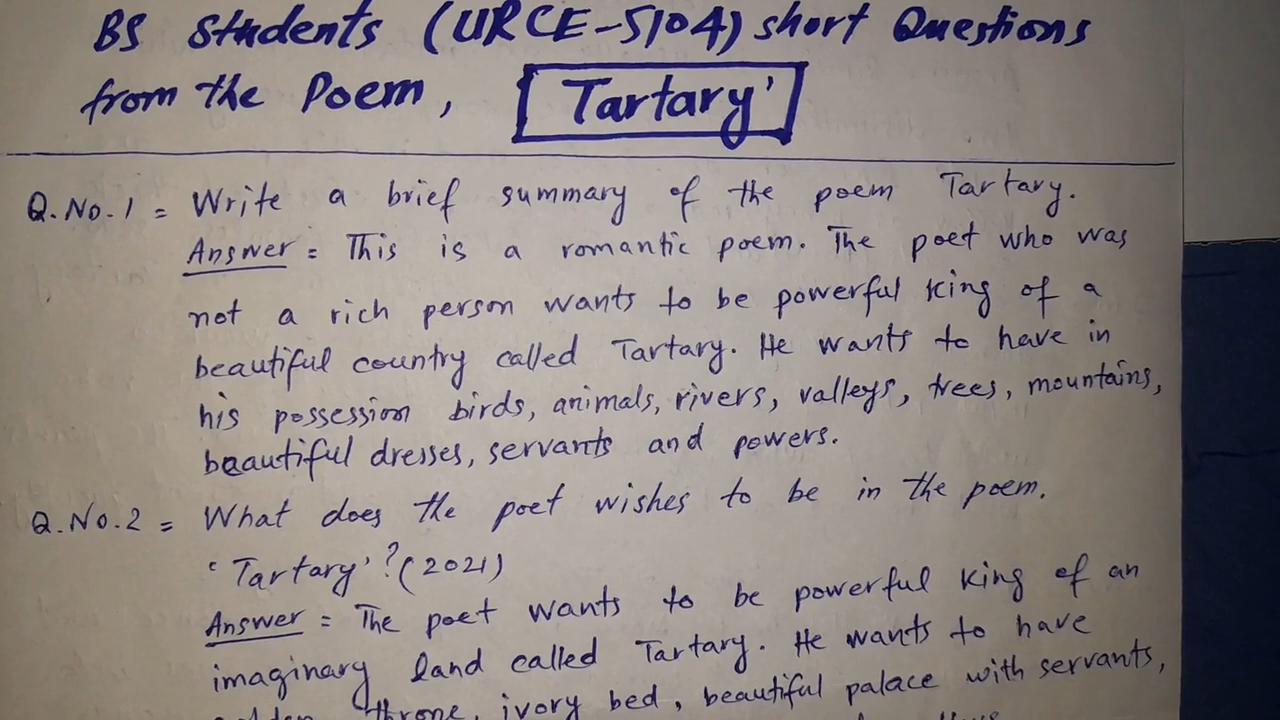 BS Students (URCE-5104) short Questions
from the Poem, [Tartary']
Q.No.1 = Write a brief summary of the poem Tartary.
Answer = This is a romantic poem. The poet who was
not a rich person wants to be powerful king of a
beautiful country called Tartary. He wants to have in
his possession birds, animals, rivers, valleys, trees, mountains,
beautiful dresses, servants and powers.
Q.No.2 = What does the poet wishes to be in the poem.
'Tartary'? (2021)
Answer = The poet wants to be powerful king of an
imaginary land called Tartary. He wants to have
throne, ivory bed, beautiful palace with servants,